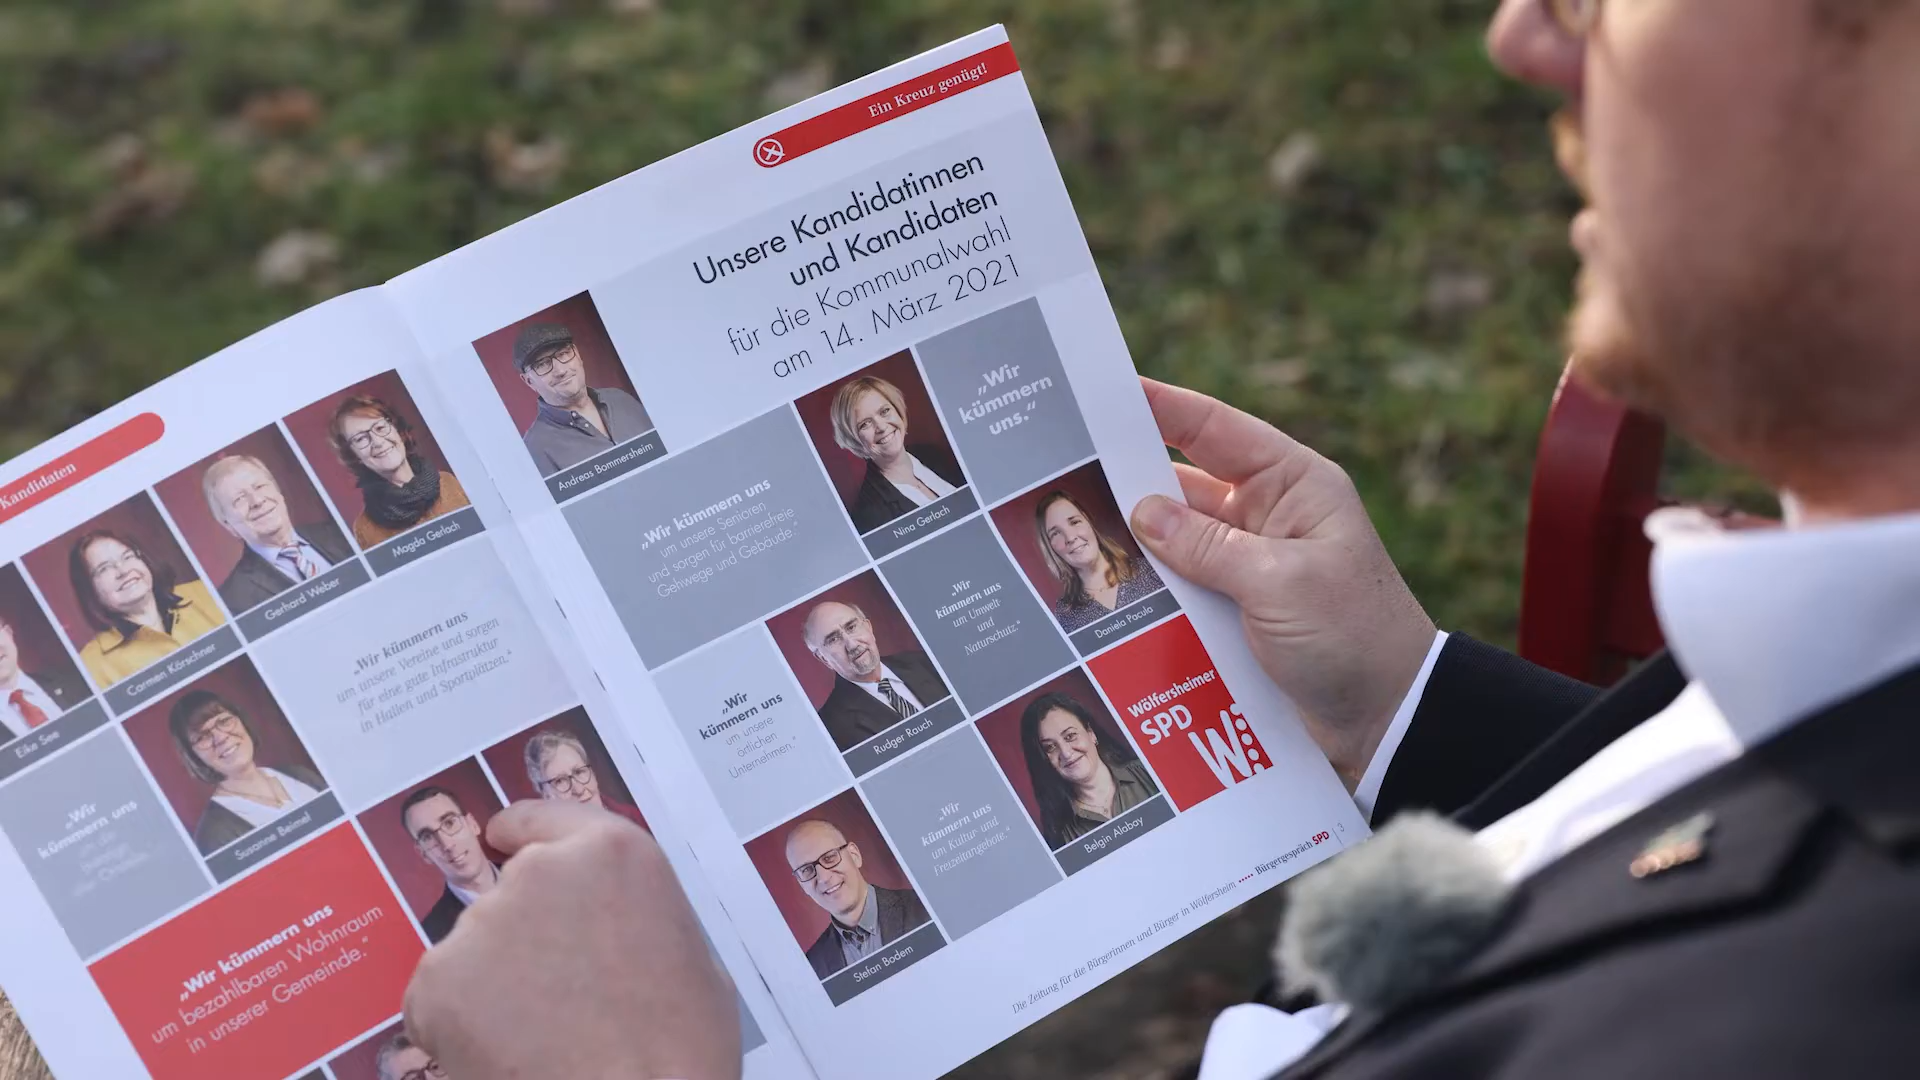 Kandidaten
Eike See
Carmen Körschner
Gerhard Weber
Magda Gerlach
„Wir kümmern uns
um unsere Vereine und sorgen
für eine gute Infrastruktur
in Hallen und Sportplätzen.“
„Wir
kümmern uns
Susanne Beimel
„Wir kümmern uns
um bezahlbaren Wohnraum
in unserer Gemeinde.“
Ein Kreuz genügt!
Unsere Kandidatinnen
und Kandidaten
für die Kommunalwahl
am 14. März 2021
Andreas Bommersheim
„Wir kümmern uns
um unsere Senioren
und sorgen für barrierefreie
Gehwege und Gebäude.“
Nina Gerlach
„Wir
kümmern
uns.“
„Wir
kümmern uns
um unsere
örtlichen
Unternehmen.“
Rudger Rauch
„Wir
kümmern uns
um Umwelt-
und
Naturschutz.“
Daniela Pacula
Stefan Bodem
„Wir
kümmern uns
um Kultur- und
Freizeitangebote.“
Belgin Alabay
Wölfersheimer
SPD
W
Die Zeitung für die Bürgerinnen und Bürger in Wölfersheim ••••• Bürgergespräch SPD | 3